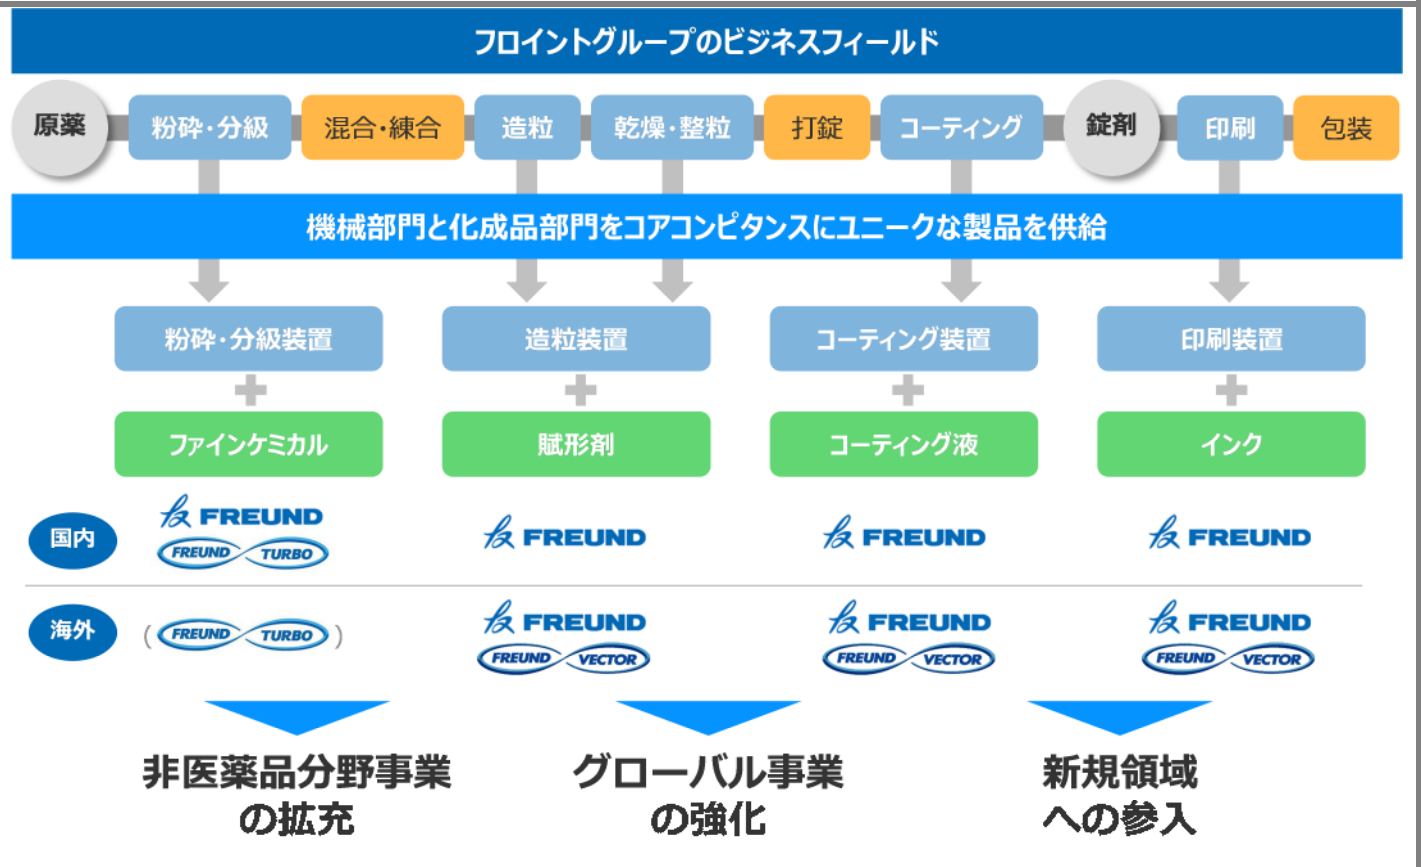 フロイントグループのビジネスフィールド
原薬 粉砕・分級 混合・練合 造粒 乾燥・整粒 打錠 コーティング 錠剤 印刷 包装
機械部門と化成品部門をコアコンピタンスにユニークな製品を供給
粉砕・分級装置 造粒装置 コーティング装置 印刷装置
ファインケミカル 賦形剤 コーティング液 インク
国内
FREUND
FREUND TURBO
FREUND
FREUND
FREUND
海外
(FREUND TURBO)
FREUND
FREUND VECTOR
FREUND
FREUND VECTOR
FREUND
FREUND VECTOR
非医薬品分野事業
の拡充
グローバル事業
の強化
新規領域
への参入